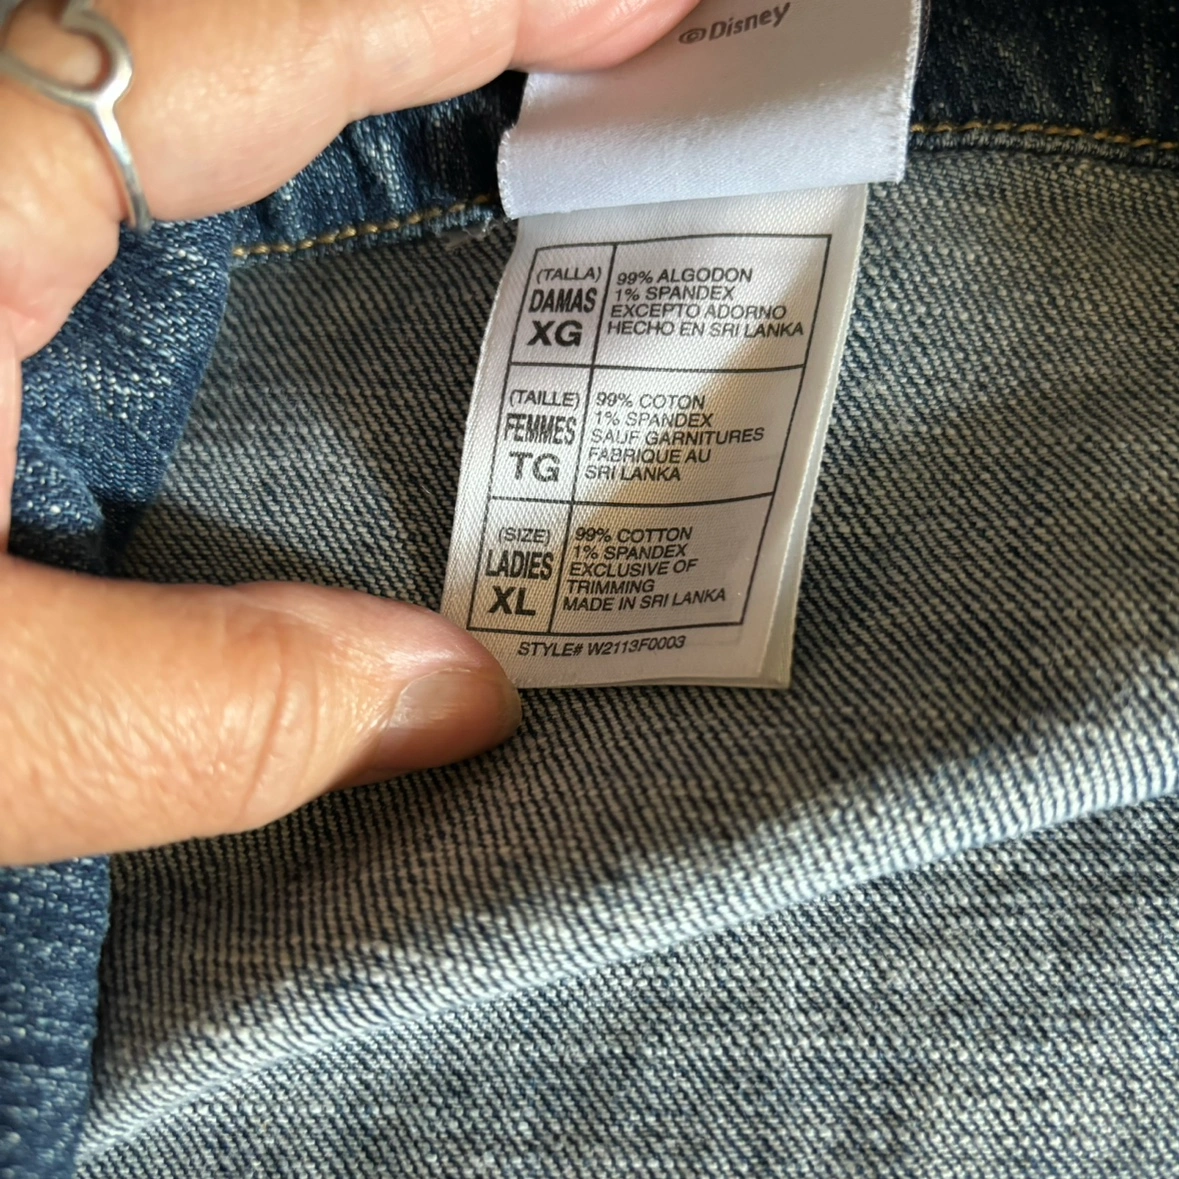 ©Disney
(TALLA)
DAMAS
XG
99% ALGODON
1% SPANDEX
EXCEPTO ADORNO
HECHO EN SRI LANKA
(TAILLE)
FEMMES
TG
99% COTON
1% SPANDEX
SAUF GARNITURES
FABRIQUE AU
SRI LANKA
(SIZE)
LADIES
XL
99% COTTON
1% SPANDEX
EXCLUSIVE OF
TRIMMING
MADE IN SRI LANKA
STYLE# W2113F0003